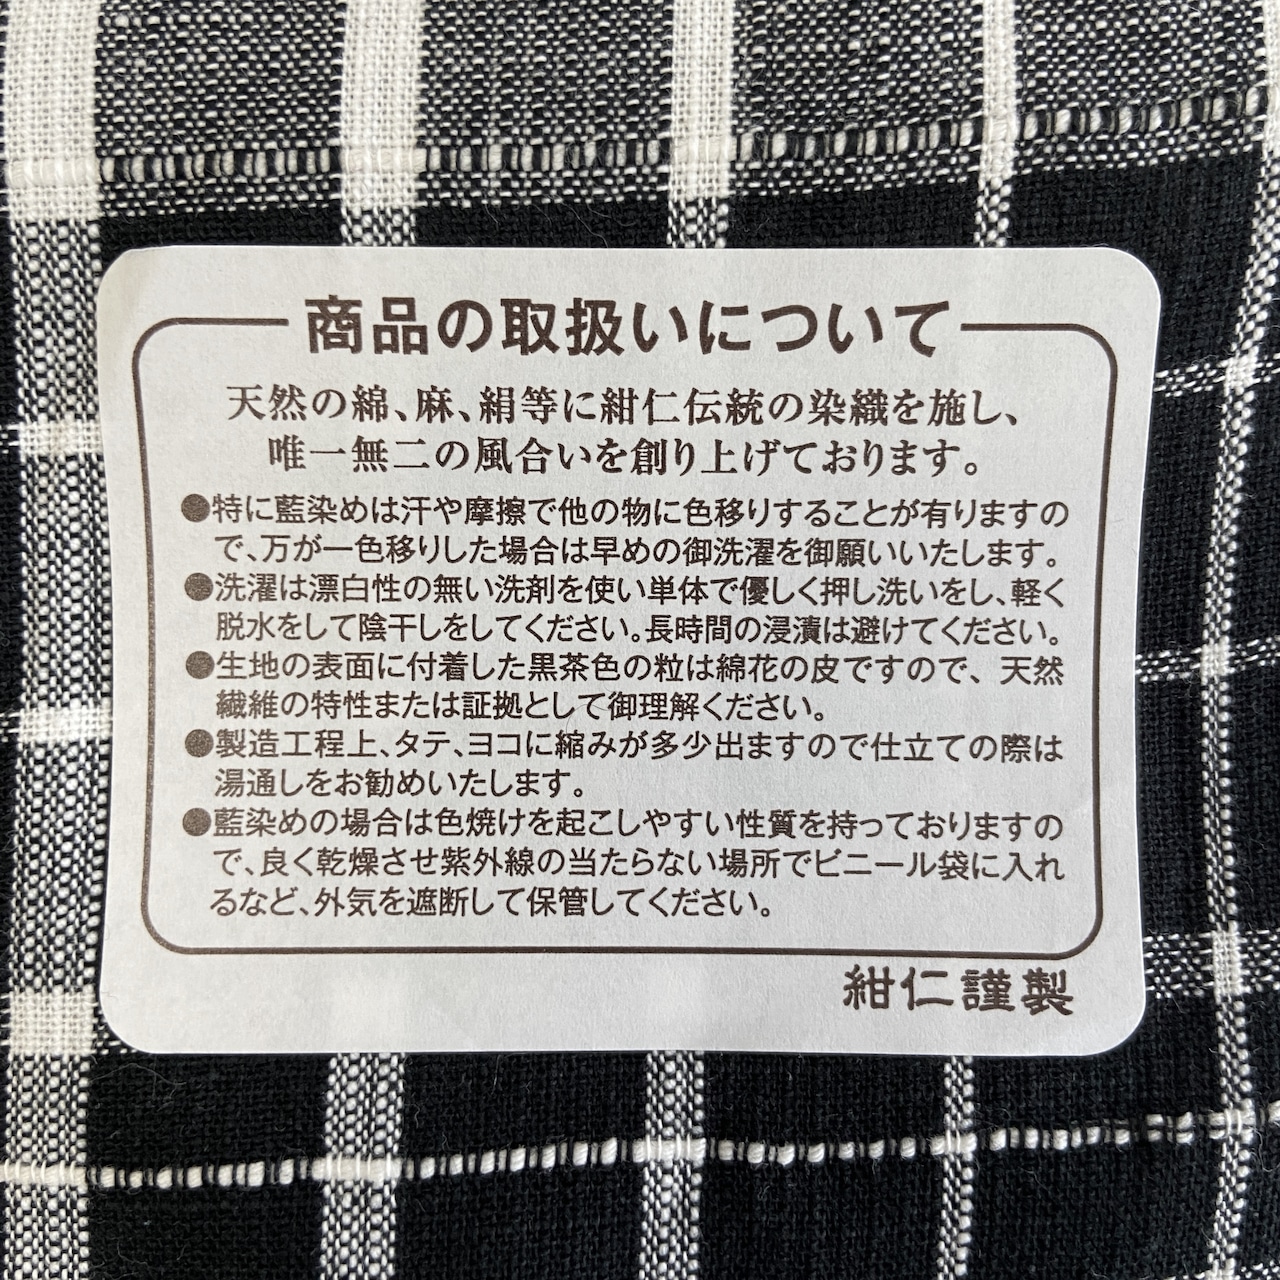 商品の取扱いについて
天然の綿、麻、絹等に紺仁伝統の染織を施し、
唯一無二の風合いを創り上げております。
●特に藍染めは汗や摩擦で他の物に色移りすることが有りますの
で、万が一色移りした場合は早めの御洗濯を御願いいたします。
●洗濯は漂白性の無い洗剤を使い単体で優しく押し洗いをし、軽く
脱水をして陰干しをしてください。長時間の浸漬は避けてください。
●生地の表面に付着した黒茶色の粒は綿花の皮ですので、天然
繊維の特性または証拠として御理解ください。
●製造工程上、タテ、ヨコに縮みが多少出ますので仕立ての際は
湯通しをお勧めいたします。
●藍染めの場合は色焼けを起こしやすい性質を持っておりますの
で、良く乾燥させ紫外線の当たらない場所でビニール袋に入れ
るなど、外気を遮断して保管してください。
紺仁謹製